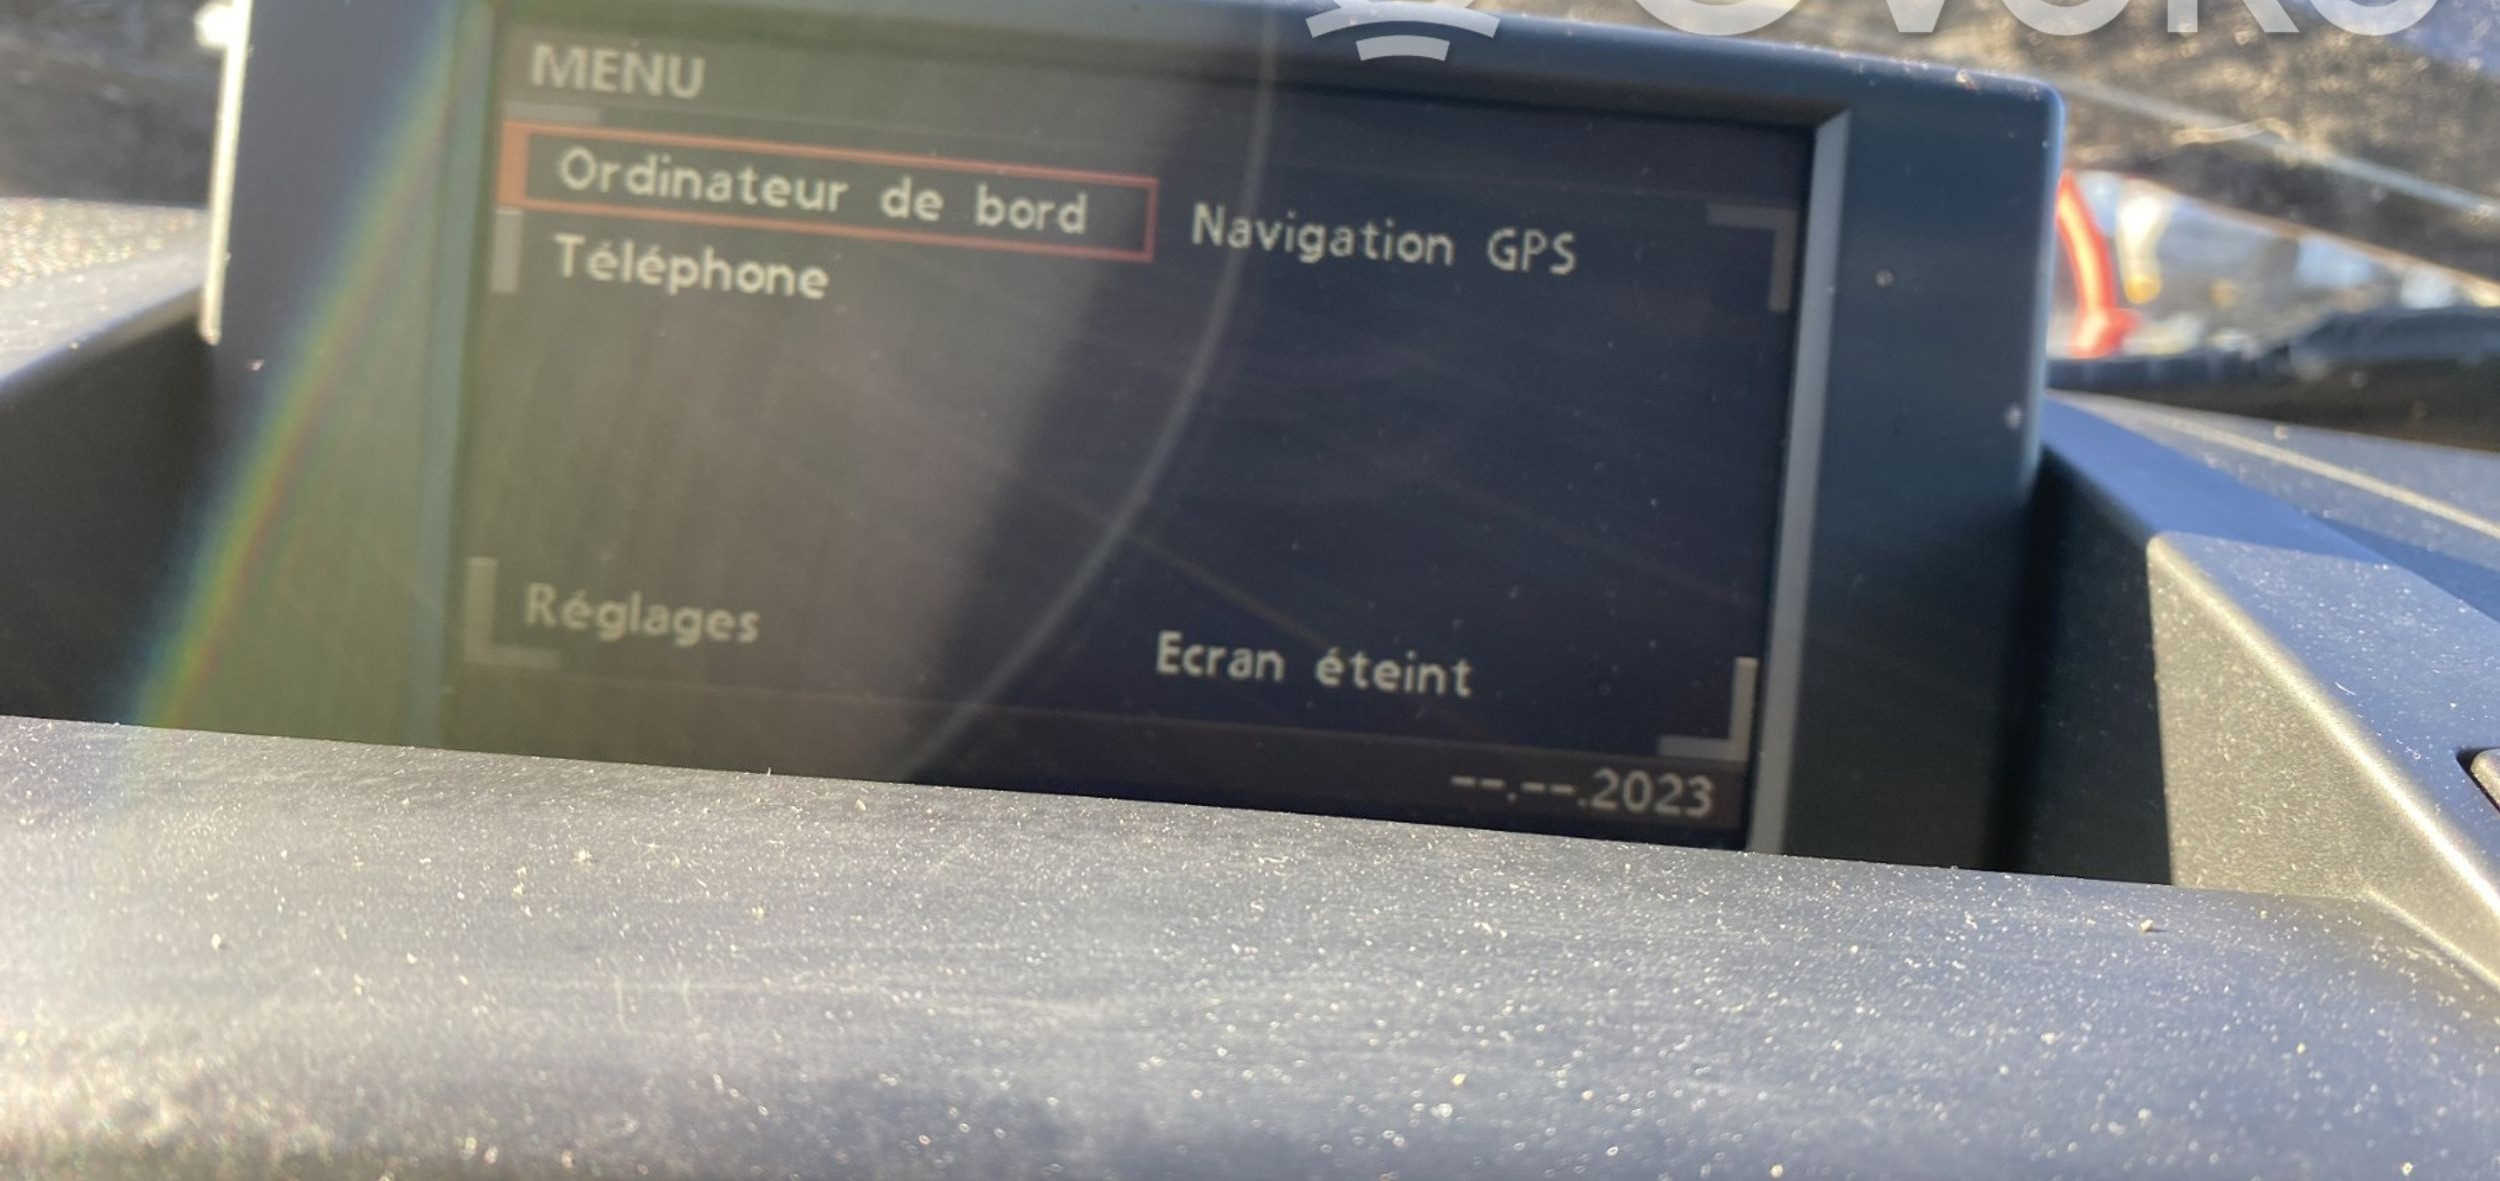 MENU
Ordinateur de bord
Navigation GPS
Téléphone
Réglages
Ecran éteint
--.--.2023